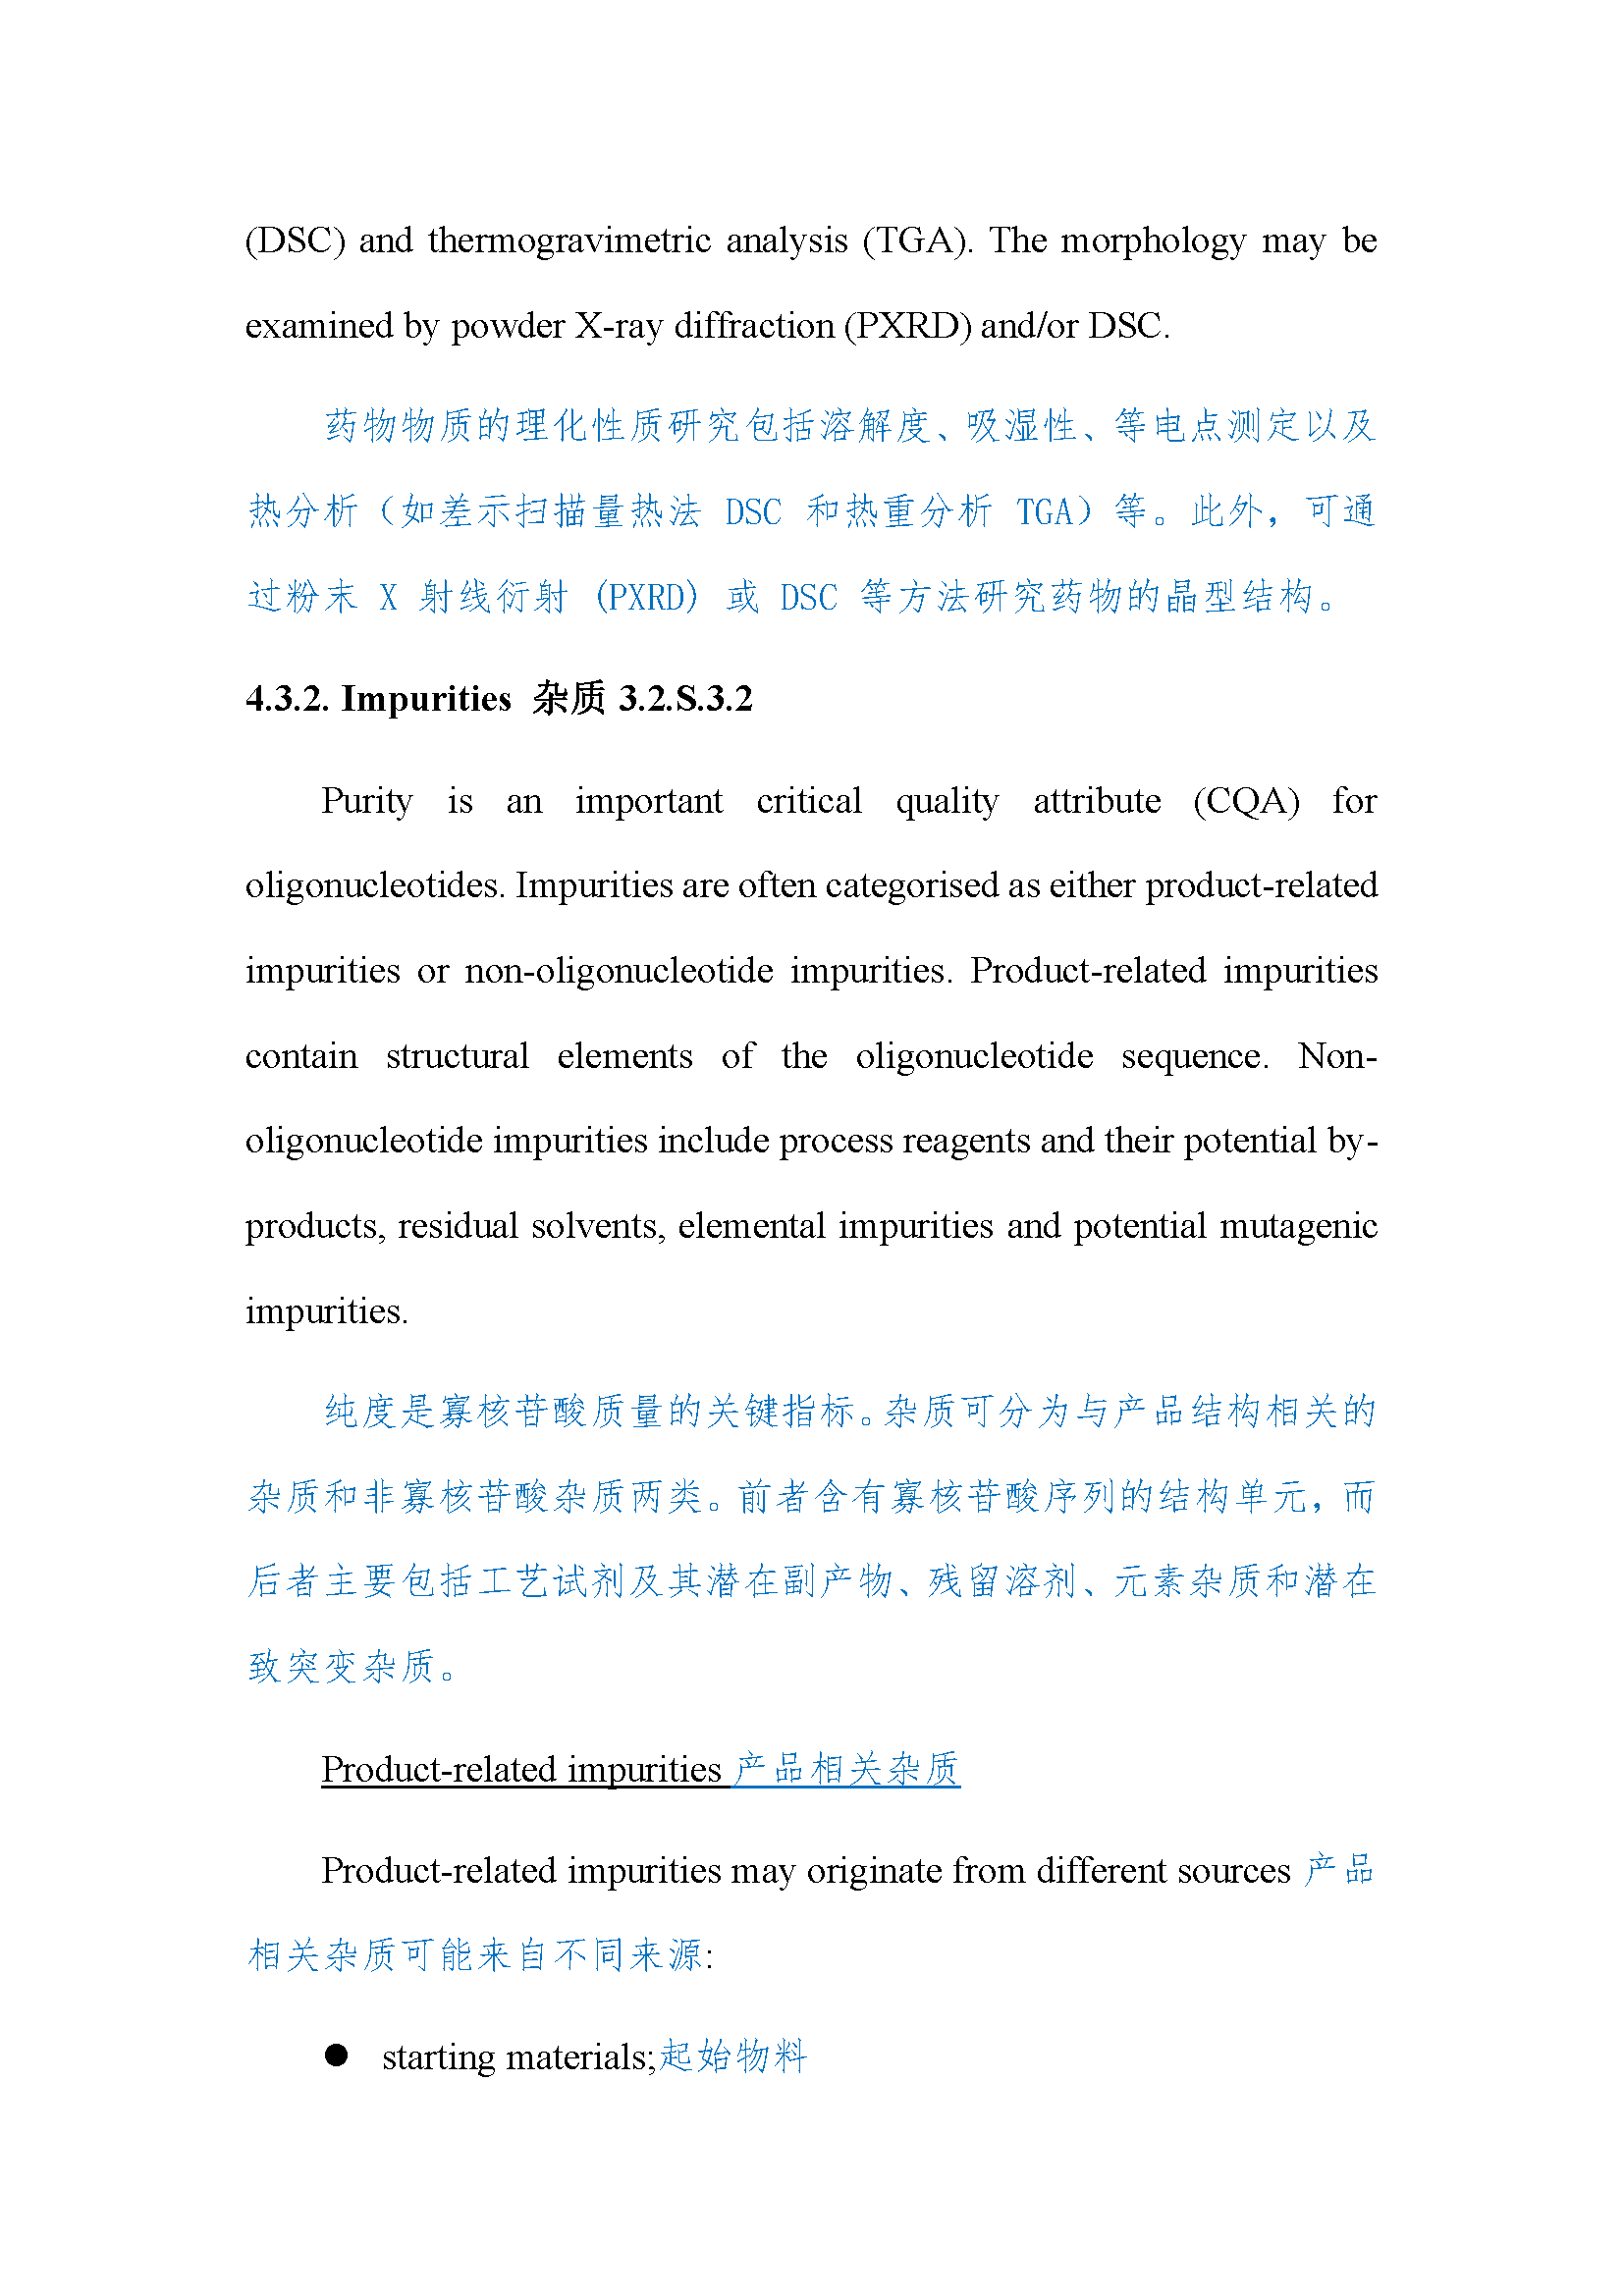 (DSC) and thermogravimetric analysis (TGA). The morphology may be
examined by powder X-ray diffraction (PXRD) and/or DSC.
药物物质的理化性质研究包括溶解度、吸湿性、等电点测定以及
热分析（如差示扫描量热法 DSC 和热重分析 TGA）等。此外，可通
过粉末 X 射线衍射 (PXRD) 或 DSC 等方法研究药物的晶型结构。
4.3.2. Impurities 杂质 3.2.S.3.2
Purity is an important critical quality attribute (CQA) for
oligonucleotides. Impurities are often categorised as either product-related
impurities or non-oligonucleotide impurities. Product-related impurities
contain structural elements of the oligonucleotide sequence. Non-
oligonucleotide impurities include process reagents and their potential by-
products, residual solvents, elemental impurities and potential mutagenic
impurities.
纯度是寡核苷酸质量的关键指标。杂质可分为与产品结构相关的
杂质和非寡核苷酸杂质两类。前者含有寡核苷酸序列的结构单元，而
后者主要包括工艺试剂及其潜在副产物、残留溶剂、元素杂质和潜在
致突变杂质。
Product-related impurities 产品相关杂质
Product-related impurities may originate from different sources 产品
相关杂质可能来自不同来源:
● starting materials;起始物料